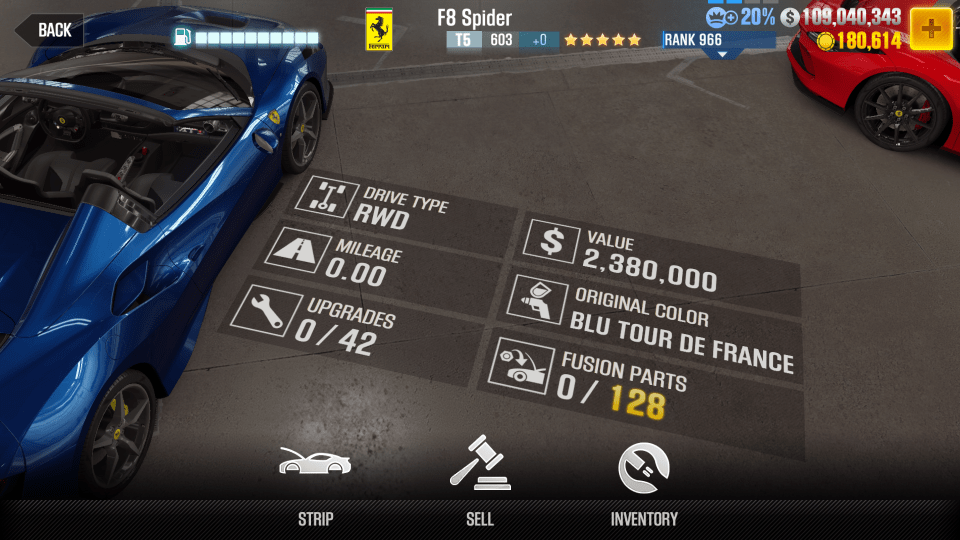 BACK
Ferrari
F8 Spider
T5 603 +0
RANK 966
20%
109,040,343
180,614
DRIVE TYPE
RWD
MILEAGE
0.00
UPGRADES
0/42
$
VALUE
2,380,000
ORIGINAL COLOR
BLU TOUR DE FRANCE
FUSION PARTS
0/128
STRIP
SELL
INVENTORY